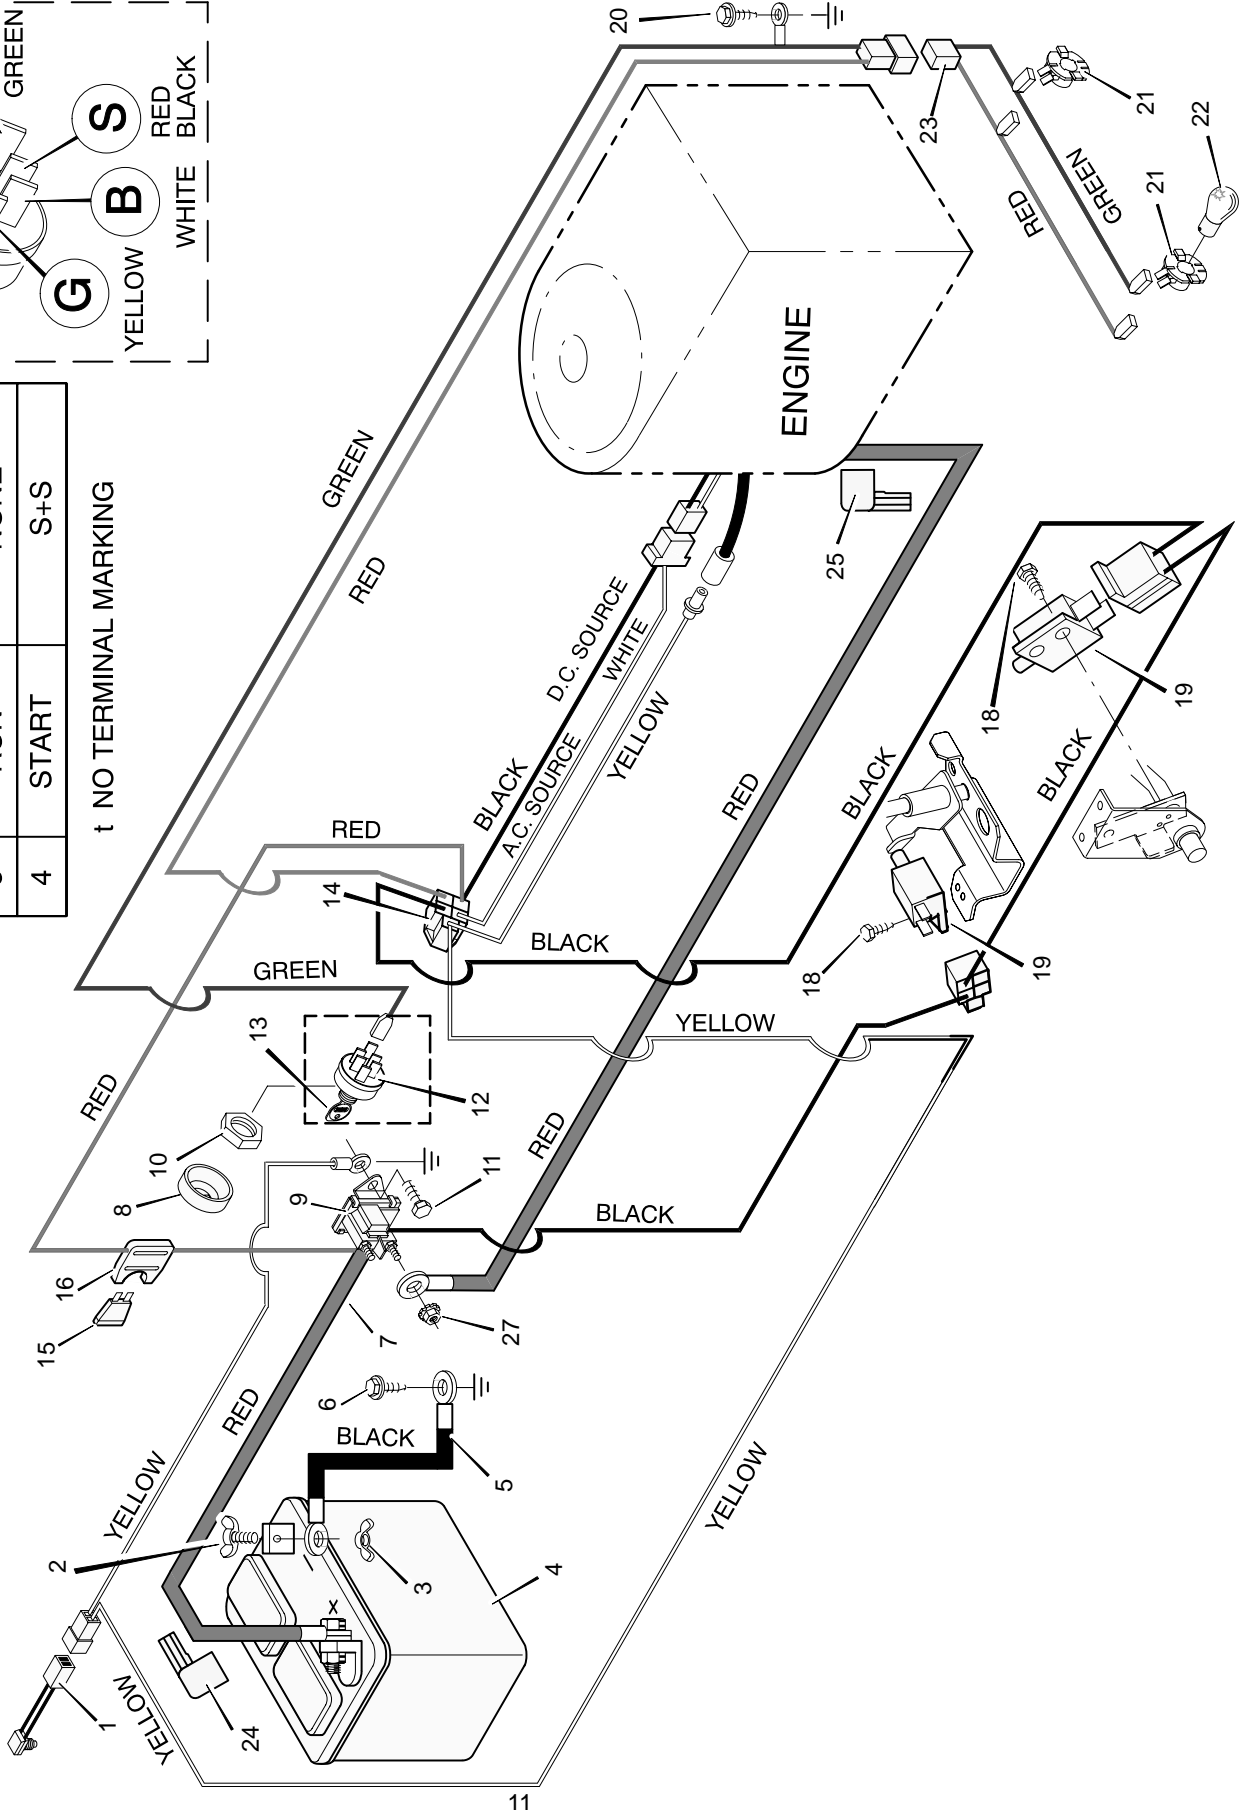 GREEN
S
RED
BLACK
B
WHITE
G
YELLOW
4 START S+S
t NO TERMINAL MARKING
20
21
23
22
21
RED
GREEN
ENGINE
25
GREEN
RED
D.C. SOURCE
WHITE
BLACK
A.C. SOURCE
YELLOW
RED
14
RED
BLACK
18
19
BLACK
18
19
BLACK
GREEN
YELLOW
13
12
RED
10
8
9
11
RED
BLACK
16
15
7
27
6
BLACK
5
RED
YELLOW
2
3
4
X
YELLOW
1
YELLOW
24
11